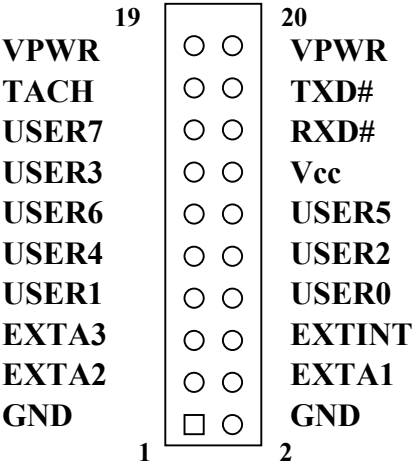 19 20
VPWR VPWR
TACH TXD#
USER7 RXD#
USER3 Vcc
USER6 USER5
USER4 USER2
USER1 USER0
EXTA3 EXTINT
EXTA2 EXTA1
GND GND
1 2